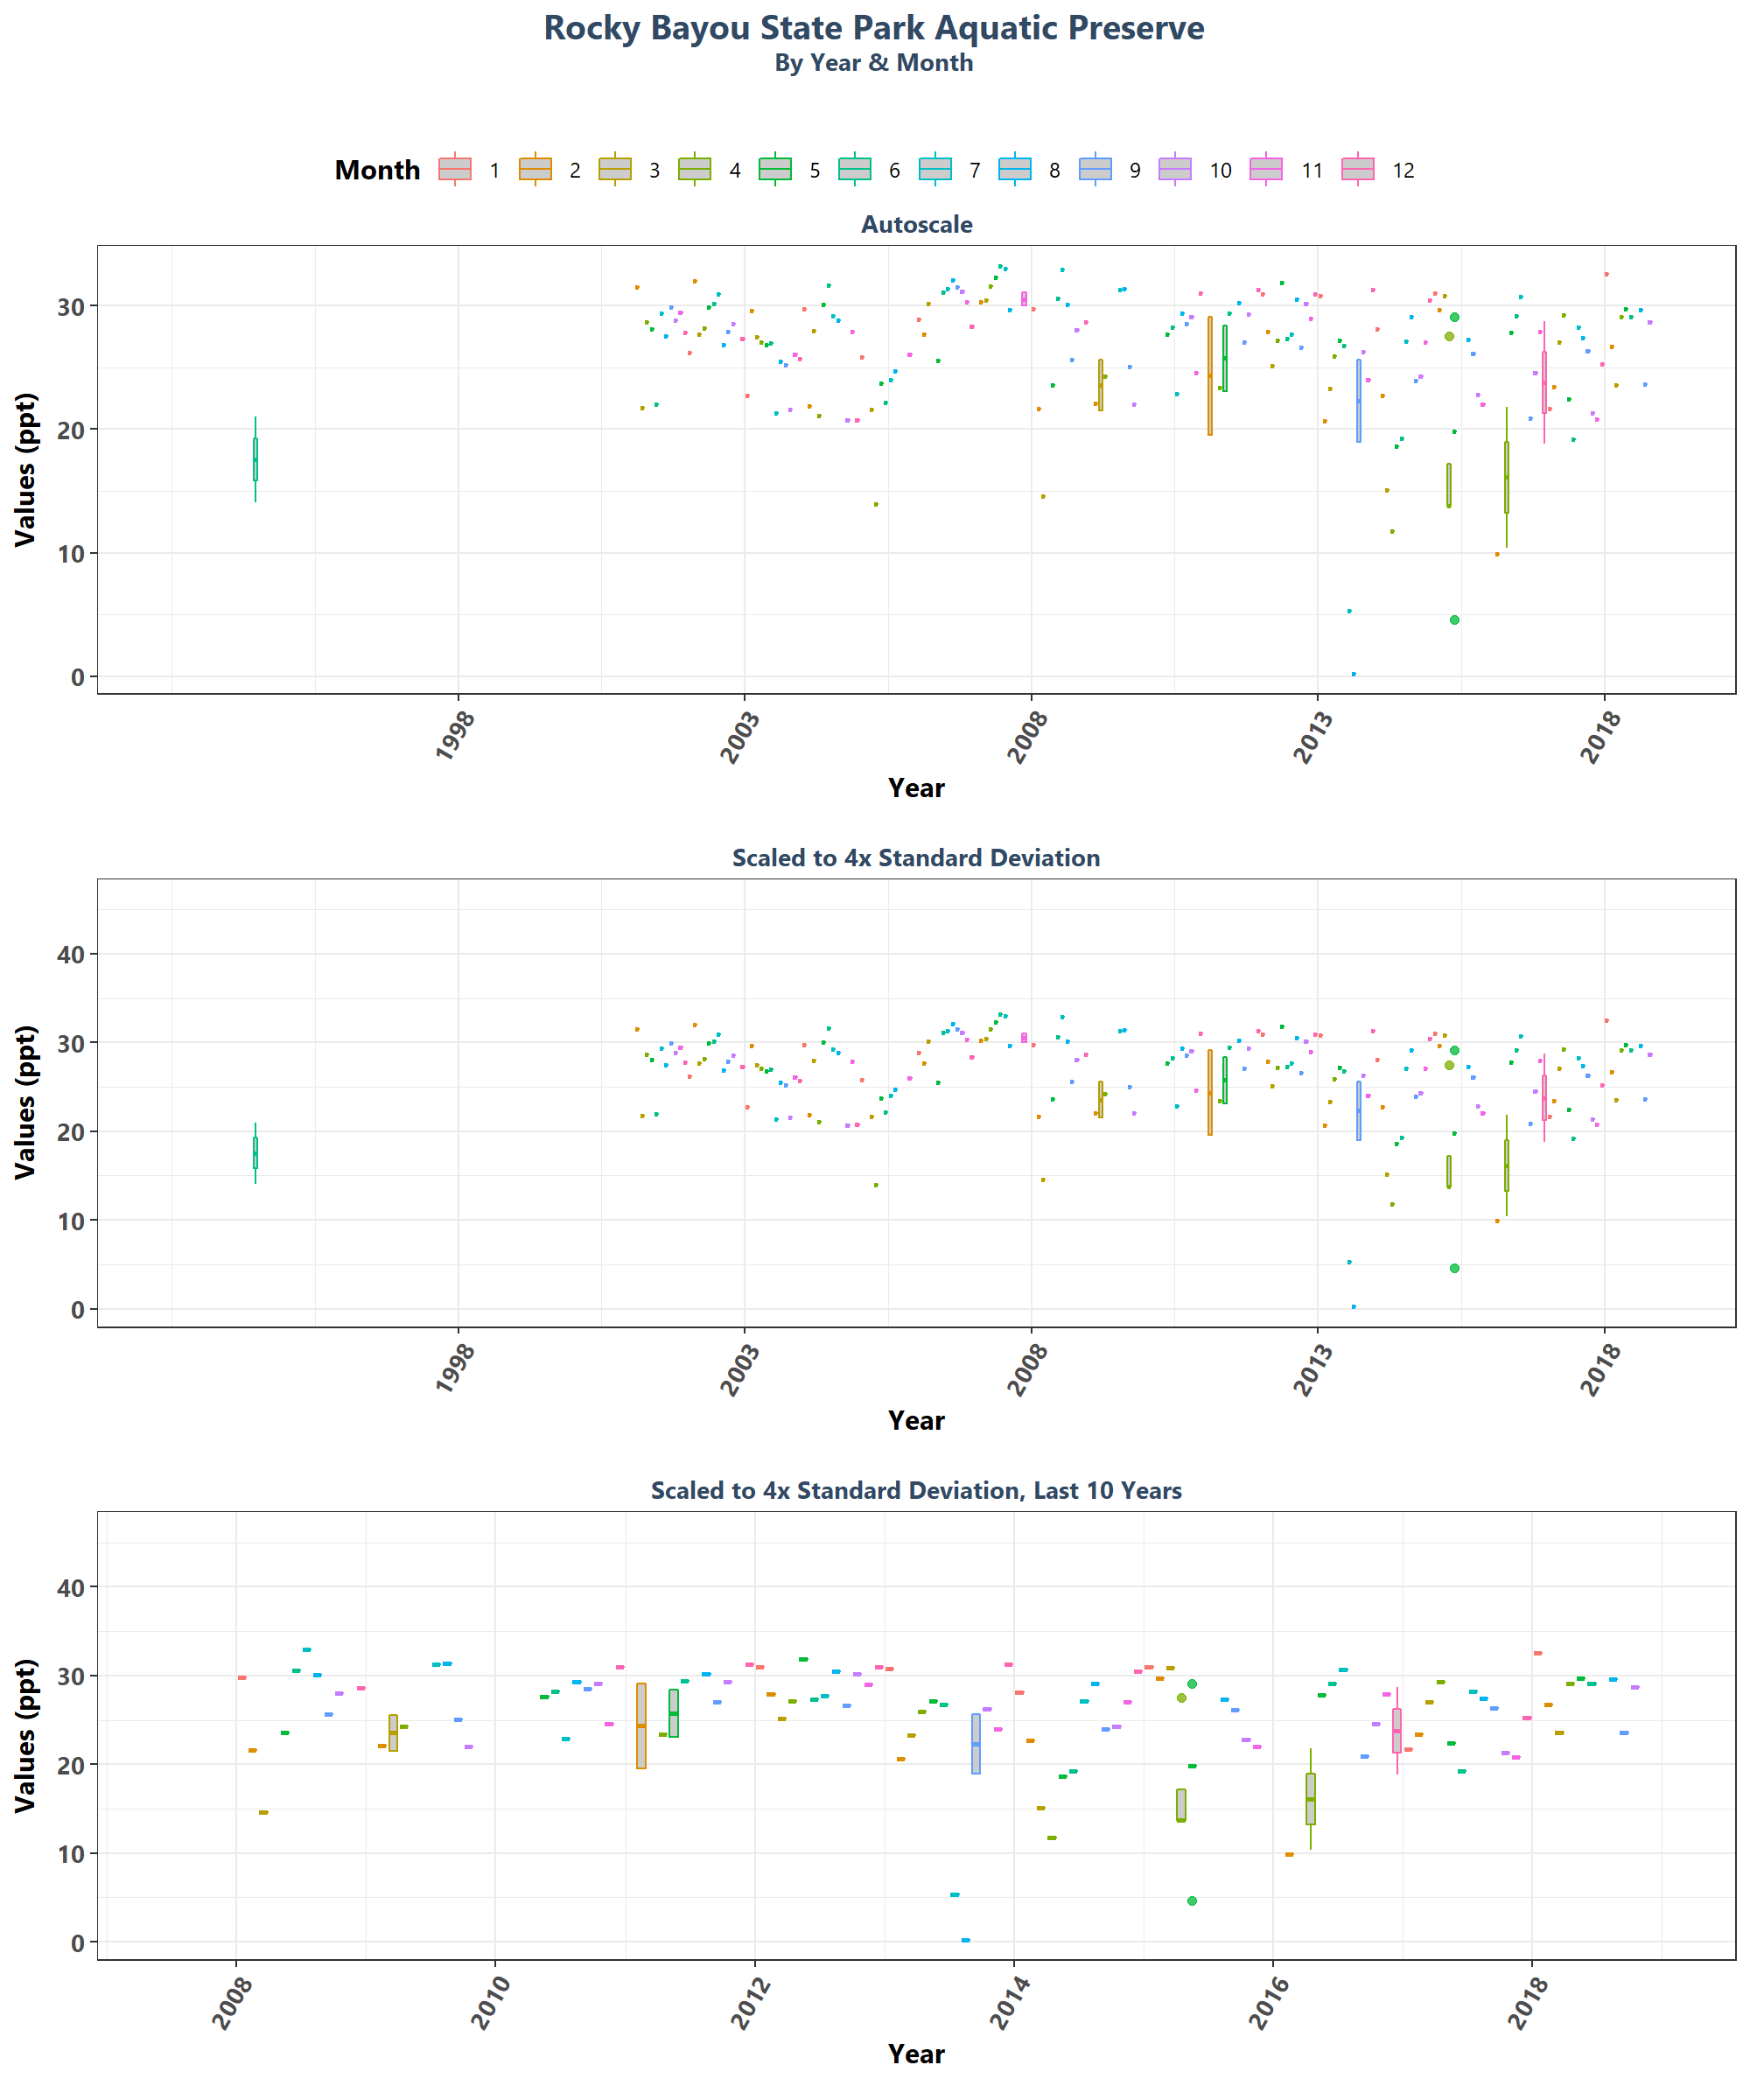 Rocky Bayou State Park Aquatic Preserve
By Year & Month
Month 1 2 3 4 5 6 7 8 9 10 11 12
Autoscale
Values (ppt)
30
20
10
0
1998 2003 2008 2013 2018
Year
Scaled to 4x Standard Deviation
Values (ppt)
40
30
20
10
0
1998 2003 2008 2013 2018
Year
Scaled to 4x Standard Deviation, Last 10 Years
Values (ppt)
40
30
20
10
0
2008 2010 2012 2014 2016 2018
Year